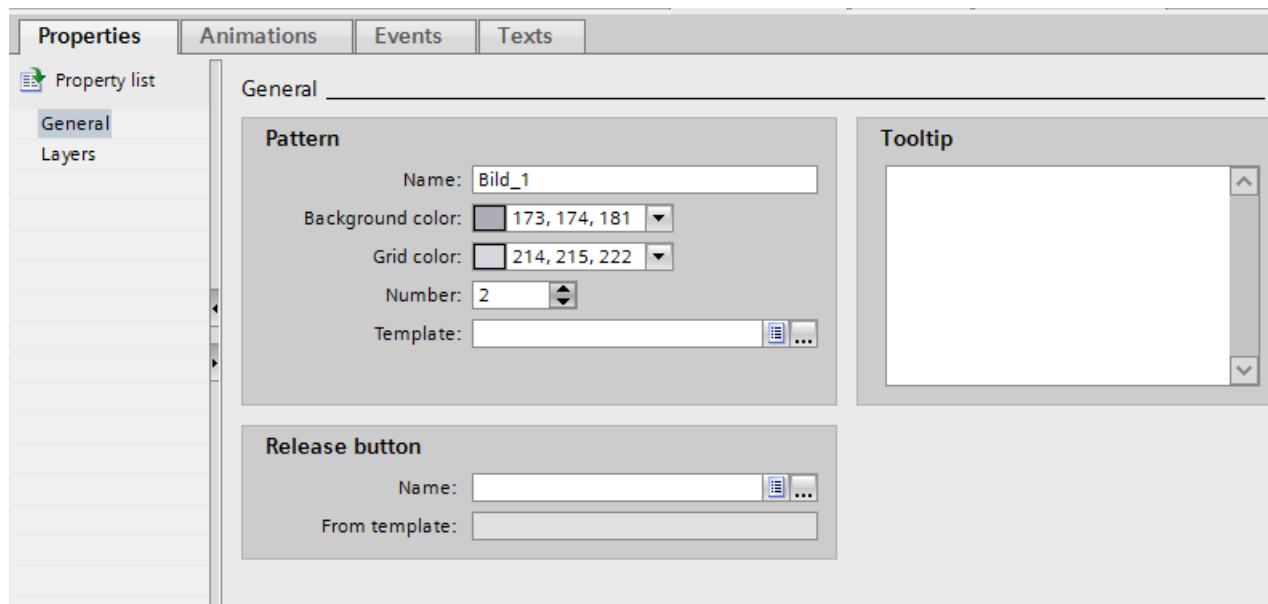 Properties Animations Events Texts
Property list
General
Layers
General
Pattern
Name: Bild_1
Background color: 173, 174, 181
Grid color: 214, 215, 222
Number: 2
Template:
...
Tooltip
Release button
Name:
...
From template: